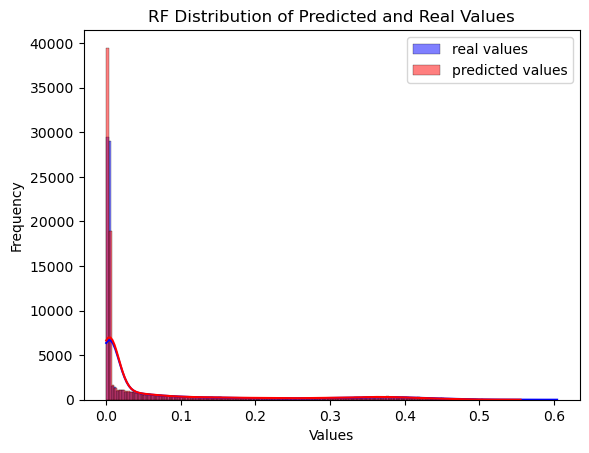 RF Distribution of Predicted and Real Values
real values
predicted values
Frequency
40000
35000
30000
25000
20000
15000
10000
5000
0
0.0 0.1 0.2 0.3 0.4 0.5 0.6
Values